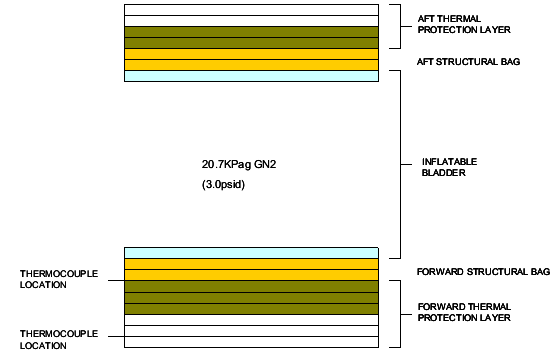 AFT THERMAL
PROTECTION LAYER
AFT STRUCTURAL BAG
20.7KPag GN2
(3.0psid)
INFLATABLE
BLADDER
THERMOCOUPLE
LOCATION
FORWARD STRUCTURAL BAG
FORWARD THERMAL
PROTECTION LAYER
THERMOCOUPLE
LOCATION